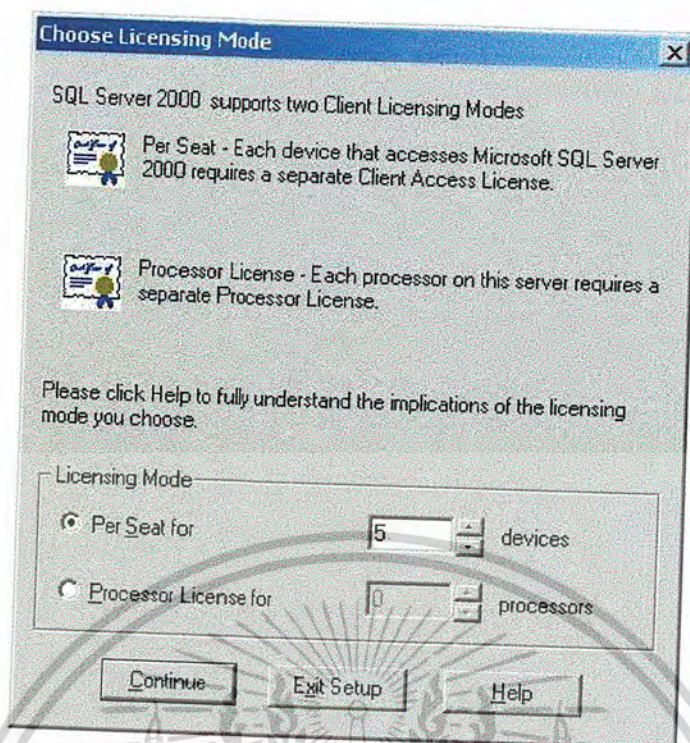 Choose Licensing Mode
SQL Server 2000 supports two Client Licensing Modes
Per Seat - Each device that accesses Microsoft SQL Server
2000 requires a separate Client Access License.
Processor License - Each processor on this server requires a
separate Processor License.
Please click Help to fully understand the implications of the licensing
mode you choose.
Licensing Mode
Per Seat for 5 devices
Processor License for 0 processors
Continue Exit Setup Help